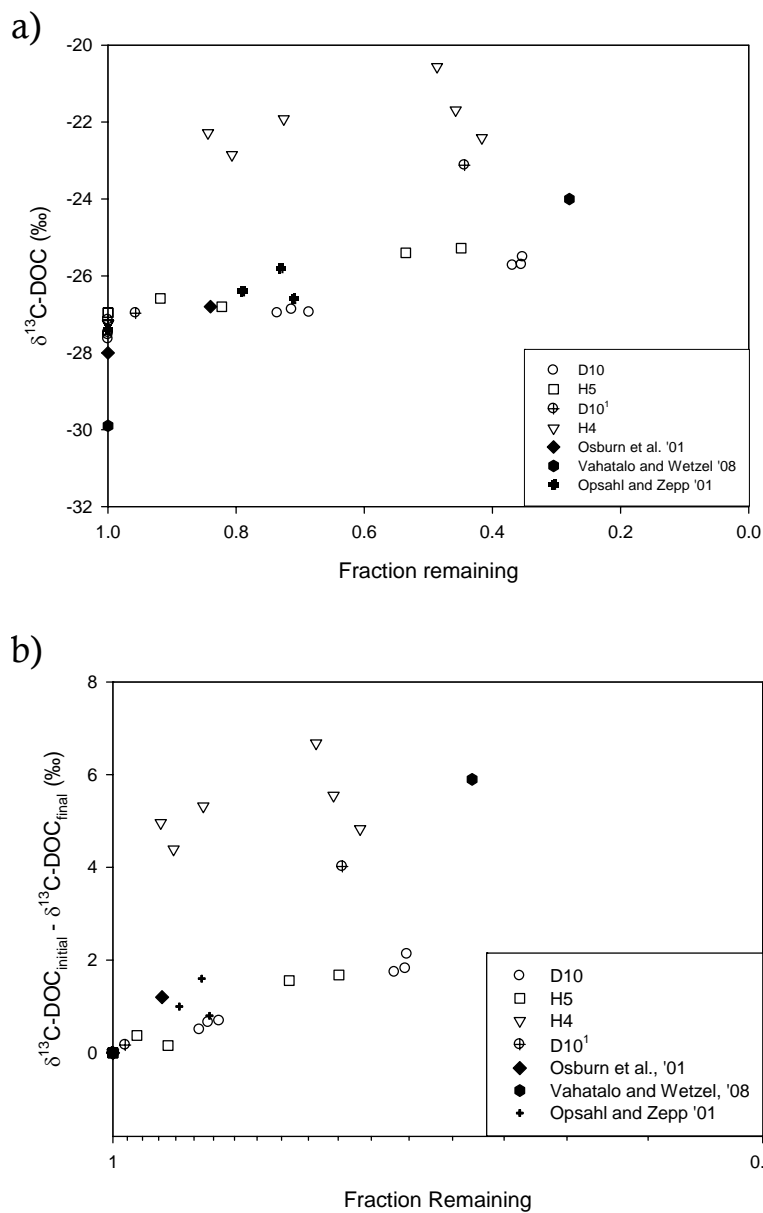 a)
-20
-22
-24
-26
-28
-30
-32
δ¹³C-DOC (‰)
1.0 0.8 0.6 0.4 0.2 0.0
Fraction remaining
D10
H5
D10¹
H4
Osburn et al. '01
Vahatalo and Wetzel '08
Opsahl and Zepp '01
b)
8
6
4
2
0
δ¹³C-DOCinitial - δ¹³C-DOCfinal (‰)
1 0.
Fraction Remaining
D10
H5
H4
D10¹
Osburn et al., '01
Vahatalo and Wetzel, '08
Opsahl and Zepp '01